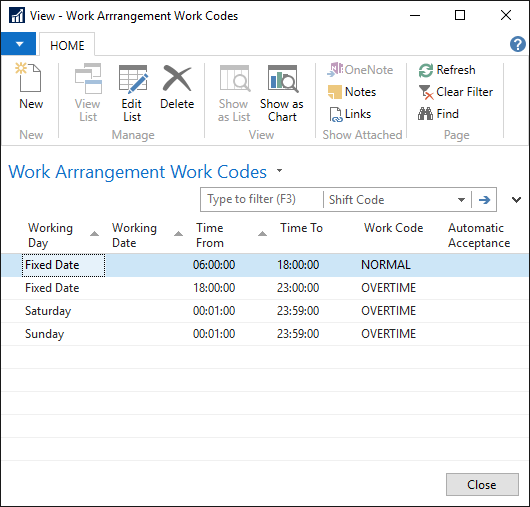 View - Work Arrrangement Work Codes
HOME
New
View List
Edit List
Delete
Show as List
Show as Chart
OneNote
Notes
Links
Refresh
Clear Filter
Find
New
Manage
View
Show Attached
Page
Work Arrrangement Work Codes
Type to filter (F3) Shift Code
Working Day Working Date Time From Time To Work Code Automatic Acceptance
Fixed Date 06:00:00 18:00:00 NORMAL
Fixed Date 18:00:00 23:00:00 OVERTIME
Saturday 00:01:00 23:59:00 OVERTIME
Sunday 00:01:00 23:59:00 OVERTIME
Close